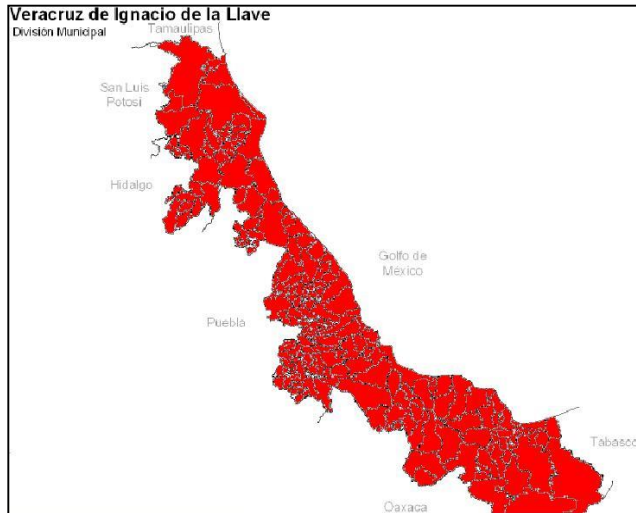 Veracruz de Ignacio de la Llave
División Municipal
Tamaulipas
San Luis
Potosí
Hidalgo
Golfo de
México
Puebla
Tabasco
Oaxaca